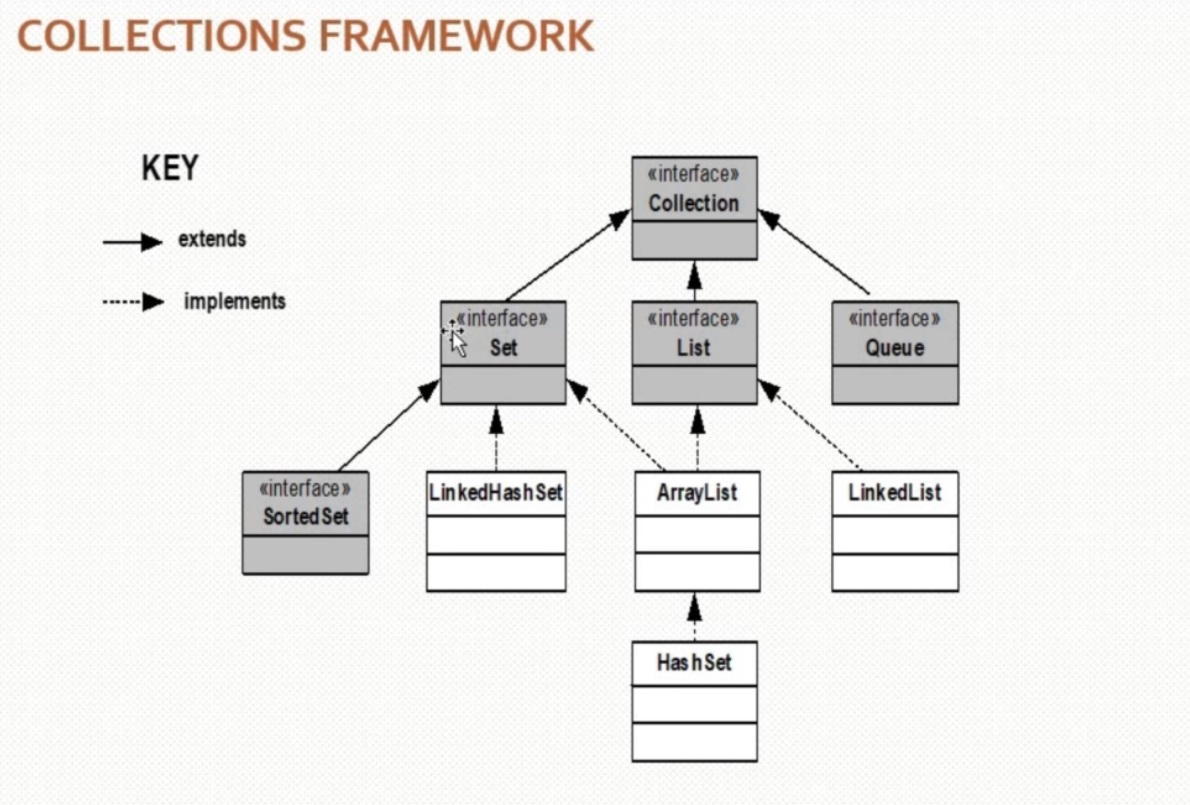 COLLECTIONS FRAMEWORK
KEY
extends
implements
«interface»
Collection
«interface»
Set
«interface»
List
«interface»
Queue
«interface»
SortedSet
LinkedHashSet
ArrayList
LinkedList
HashSet